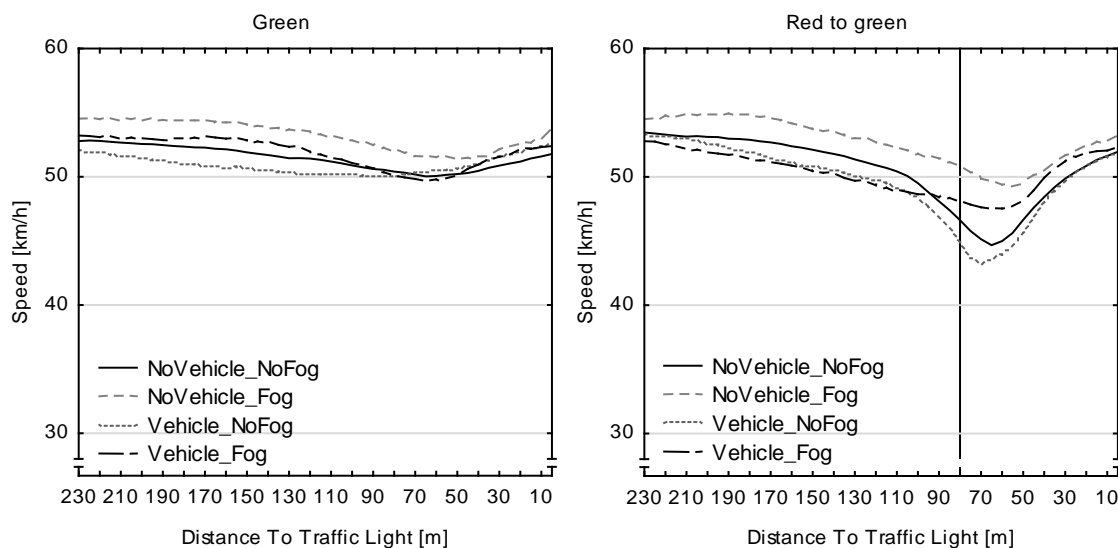 Green
60
50
40
30
Speed [km/h]
NoVehicle_NoFog
NoVehicle_Fog
Vehicle_NoFog
Vehicle_Fog
230 210 190 170 150 130 110 90 70 50 30 10
Distance To Traffic Light [m]
Red to green
60
50
40
30
Speed [km/h]
NoVehicle_NoFog
NoVehicle_Fog
Vehicle_NoFog
Vehicle_Fog
230 210 190 170 150 130 110 90 70 50 30 10
Distance To Traffic Light [m]